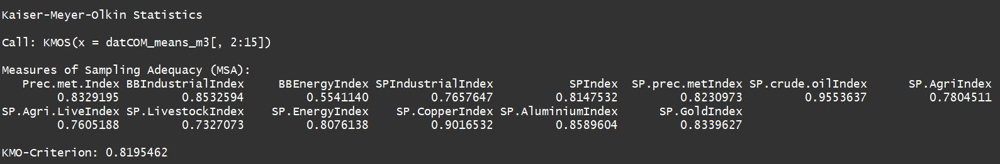 Kaiser-Meyer-Olkin Statistics
Call: KMOS(x = datCOM_means_m3[, 2:15])
Measures of Sampling Adequacy (MSA):
Prec.met.Index BBIndustrialIndex BBEnergyIndex SPIndustrialIndex SPIndex SP.prec.metIndex SP.crude.oilIndex SP.AgriIndex
0.8329195 0.8532594 0.5541140 0.7657647 0.8147532 0.8230973 0.9553637 0.7804511
SP.Agri.LiveIndex SP.LivestockIndex SP.EnergyIndex SP.CopperIndex SP.AluminiumIndex SP.GoldIndex
0.7605188 0.7327073 0.8076138 0.9016532 0.8589604 0.8339627
KMO-Criterion: 0.8195462